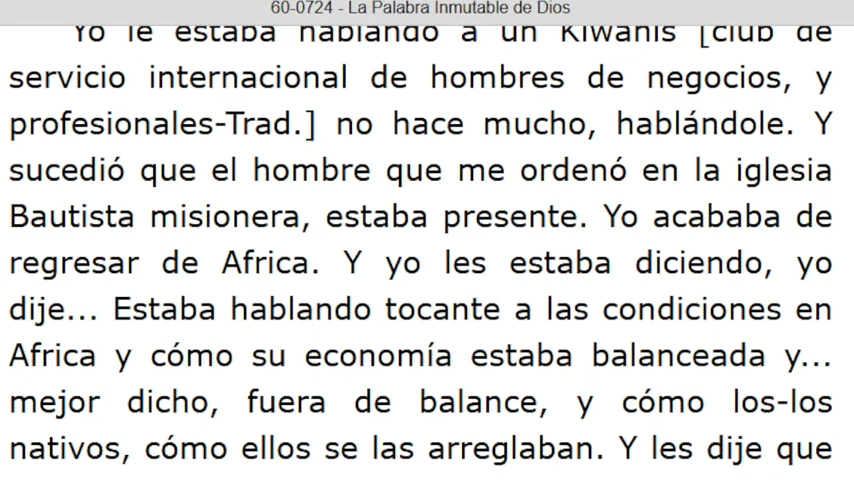 60-0724 - La Palabra Inmutable de Dios
Yo le estaba hablando a un Kiwanis [club de
servicio internacional de hombres de negocios, y
profesionales-Trad.] no hace mucho, hablándole. Y
sucedió que el hombre que me ordenó en la iglesia
Bautista misionera, estaba presente. Yo acababa de
regresar de Africa. Y yo les estaba diciendo, yo
dije... Estaba hablando tocante a las condiciones en
Africa y cómo su economía estaba balanceada y...
mejor dicho, fuera de balance, y cómo los-los
nativos, cómo ellos se las arreglaban. Y les dije que